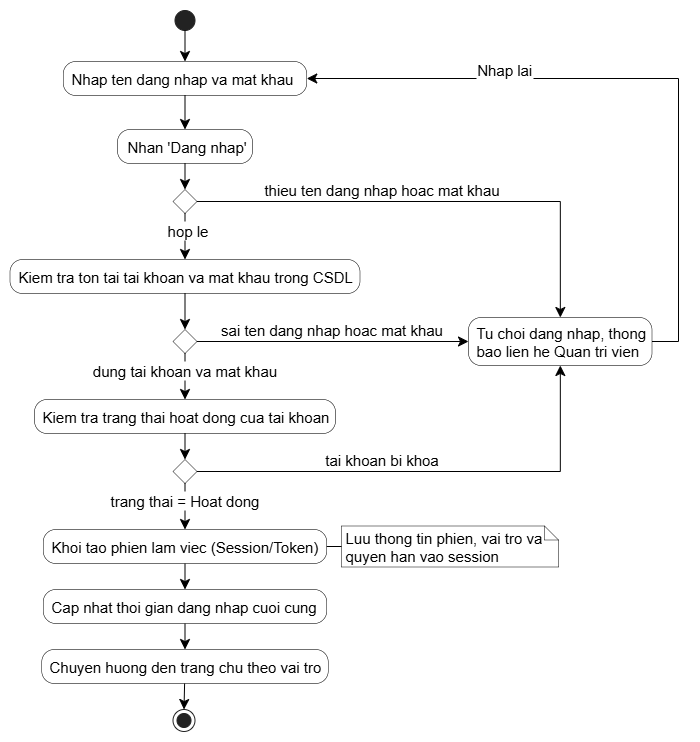 Nhap lai
Nhap ten dang nhap va mat khau
Nhan 'Dang nhap'
thieu ten dang nhap hoac mat khau
hop le
Kiem tra ton tai tai khoan va mat khau trong CSDL
sai ten dang nhap hoac mat khau
Tu choi dang nhap, thong
bao lien he Quan tri vien
dung tai khoan va mat khau
Kiem tra trang thai hoat dong cua tai khoan
tai khoan bi khoa
trang thai = Hoat dong
Khoi tao phien lam viec (Session/Token)
Luu thong tin phien, vai tro va
quyen han vao session
Cap nhat thoi gian dang nhap cuoi cung
Chuyen huong den trang chu theo vai tro